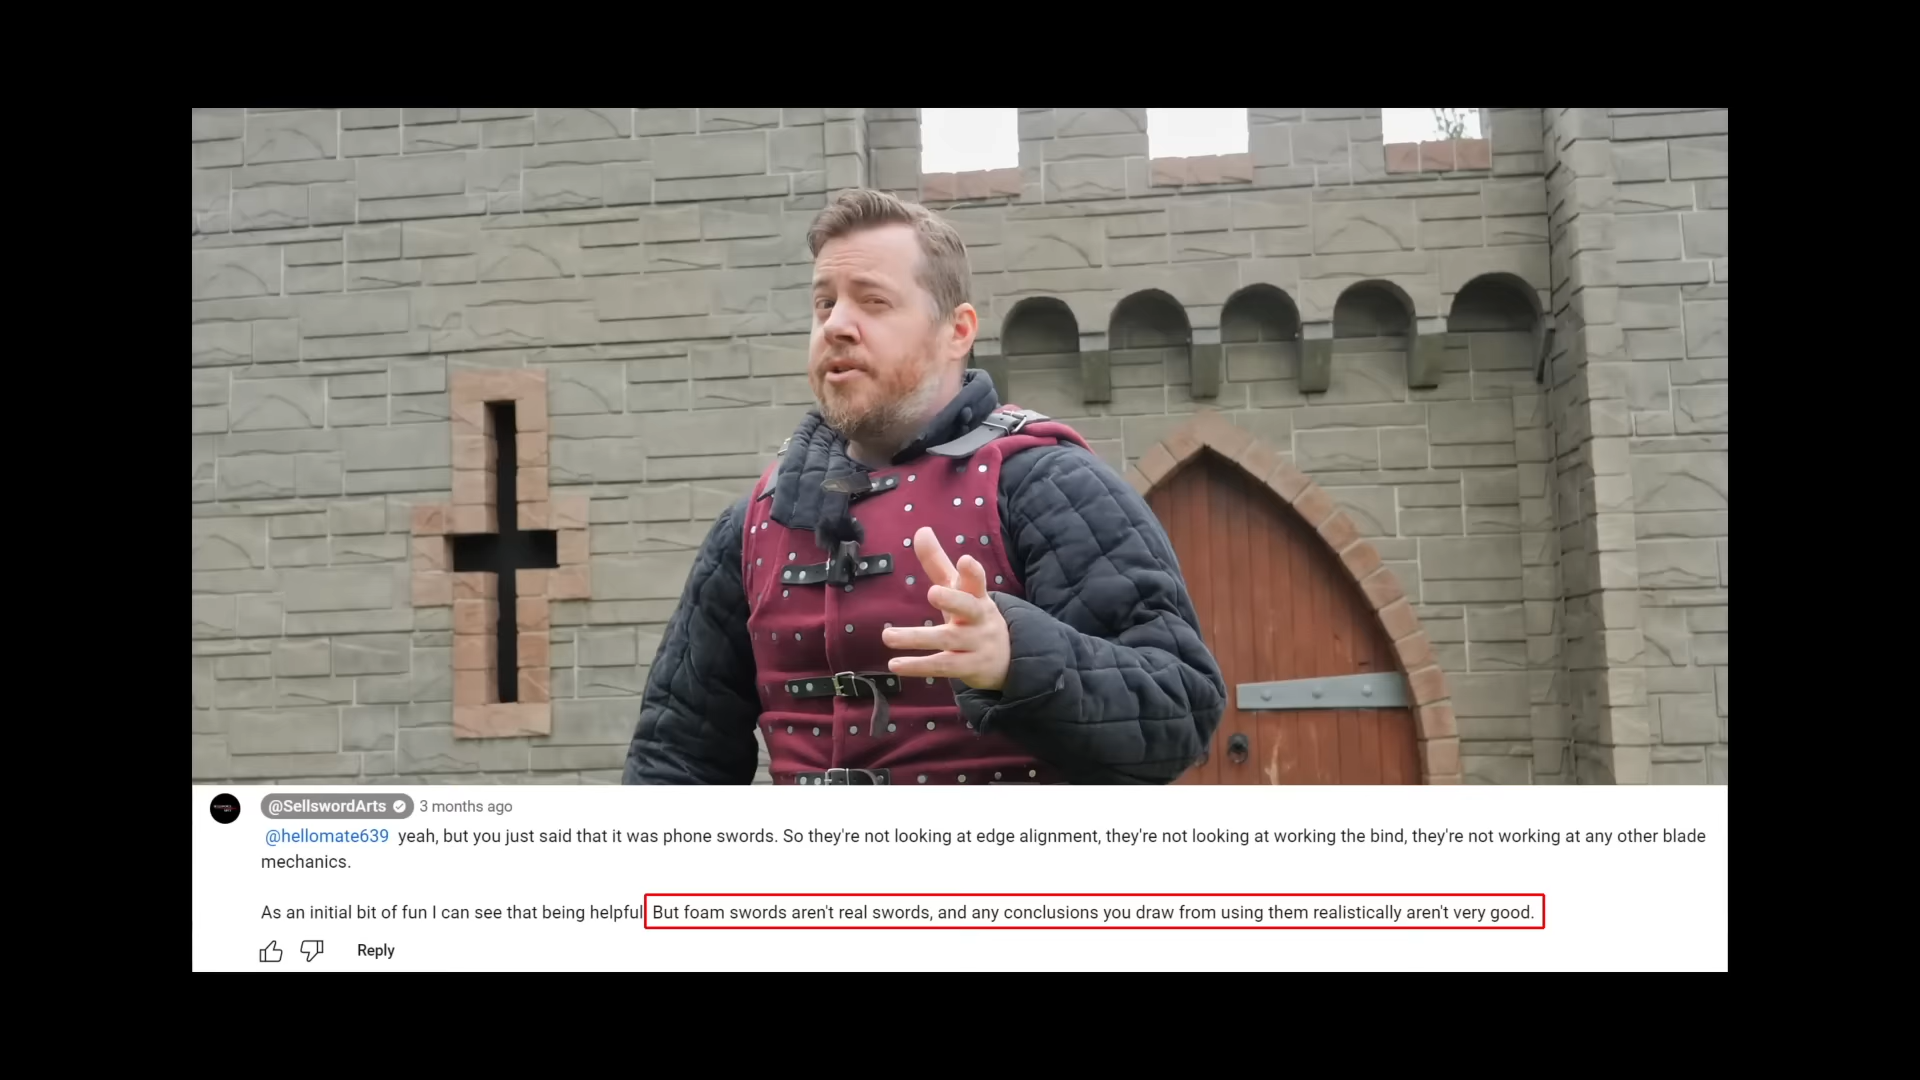 @SellswordArts 3 months ago
@hellomate639 yeah, but you just said that it was phone swords. So they're not looking at edge alignment, they're not looking at working the bind, they're not working at any other blade
mechanics.
As an initial bit of fun I can see that being helpful But foam swords aren't real swords, and any conclusions you draw from using them realistically aren't very good.
Reply